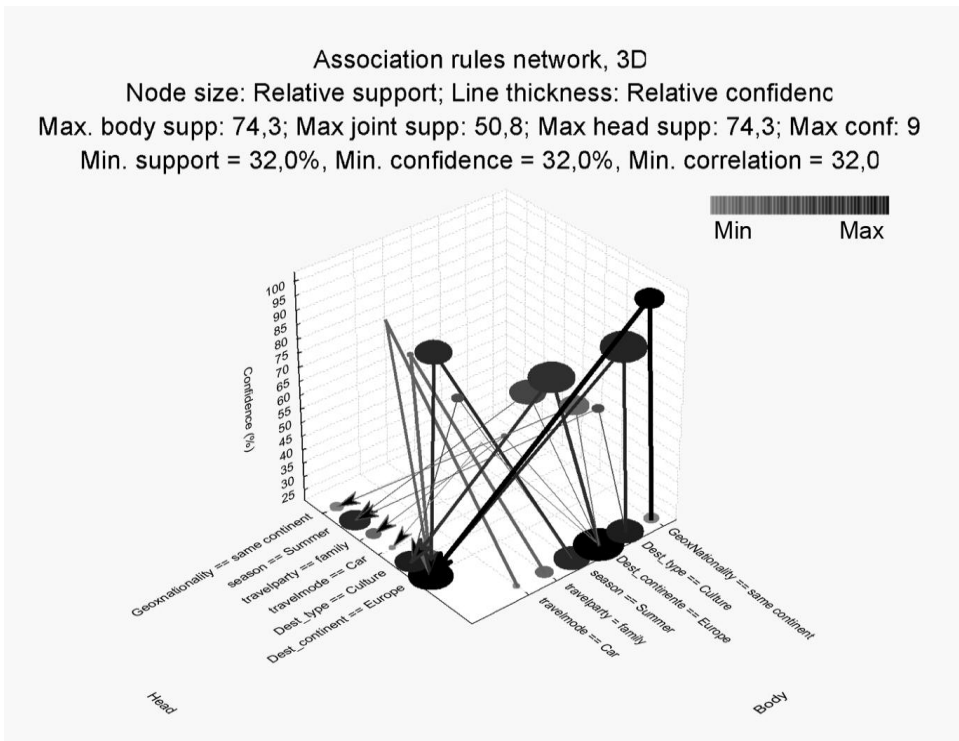 Association rules network, 3D
Node size: Relative support; Line thickness: Relative confidenc
Max. body supp: 74,3; Max joint supp: 50,8; Max head supp: 74,3; Max conf: 9
Min. support = 32,0%, Min. confidence = 32,0%, Min. correlation = 32,0
Min Max
100
95
90
85
80
75
70
65
60
55
50
45
40
35
30
25
Confidence (%)
Geoxnationality == same continent
season == Summer
travelparty == family
travelmode == Car
Dest_type == Culture
Dest_continent == Europe
Head
GeoxNationality == same continent
Dest_type == Culture
Dest_continente == Europe
season == Summer
travelparty = family
travelmode == Car
Body